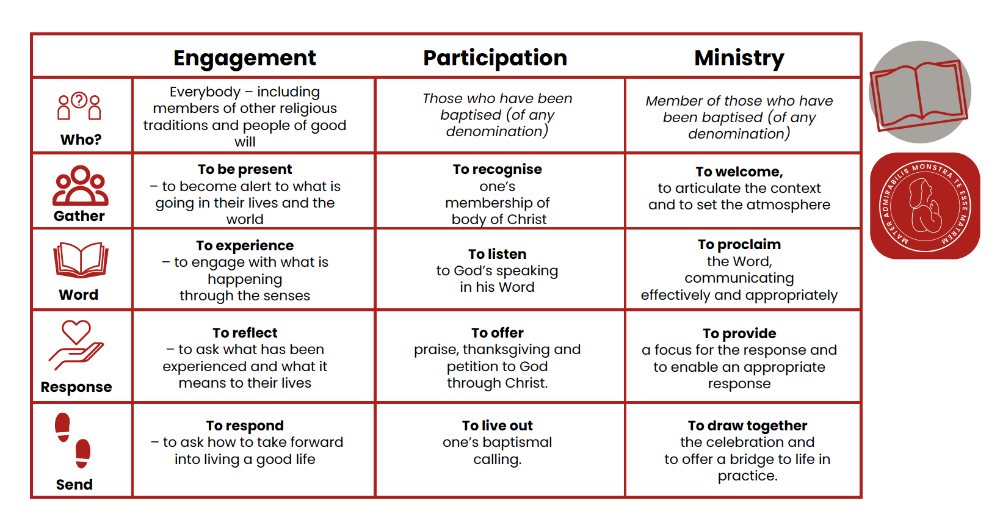 Engagement
Participation
Ministry
?
Who?
Everybody – including
members of other religious
traditions and people of good
will
Those who have been
baptised (of any
denomination)
Member of those who have
been baptised (of any
denomination)
Gather
To be present
– to become alert to what is
going in their lives and the
world
To recognise
one’s
membership of
body of Christ
To welcome,
to articulate the context
and to set the atmosphere
Word
To experience
– to engage with what is
happening
through the senses
To listen
to God’s speaking
in his Word
To proclaim
the Word,
communicating
effectively and appropriately
Response
To reflect
– to ask what has been
experienced and what it
means to their lives
To offer
praise, thanksgiving and
petition to God
through Christ.
To provide
a focus for the response and
to enable an appropriate
response
Send
To respond
– to ask how to take forward
into living a good life
To live out
one’s baptismal
calling.
To draw together
the celebration and
to offer a bridge to life in
practice.
MATER ADMIRABILIS MONSTRA TE ESSE MATREM